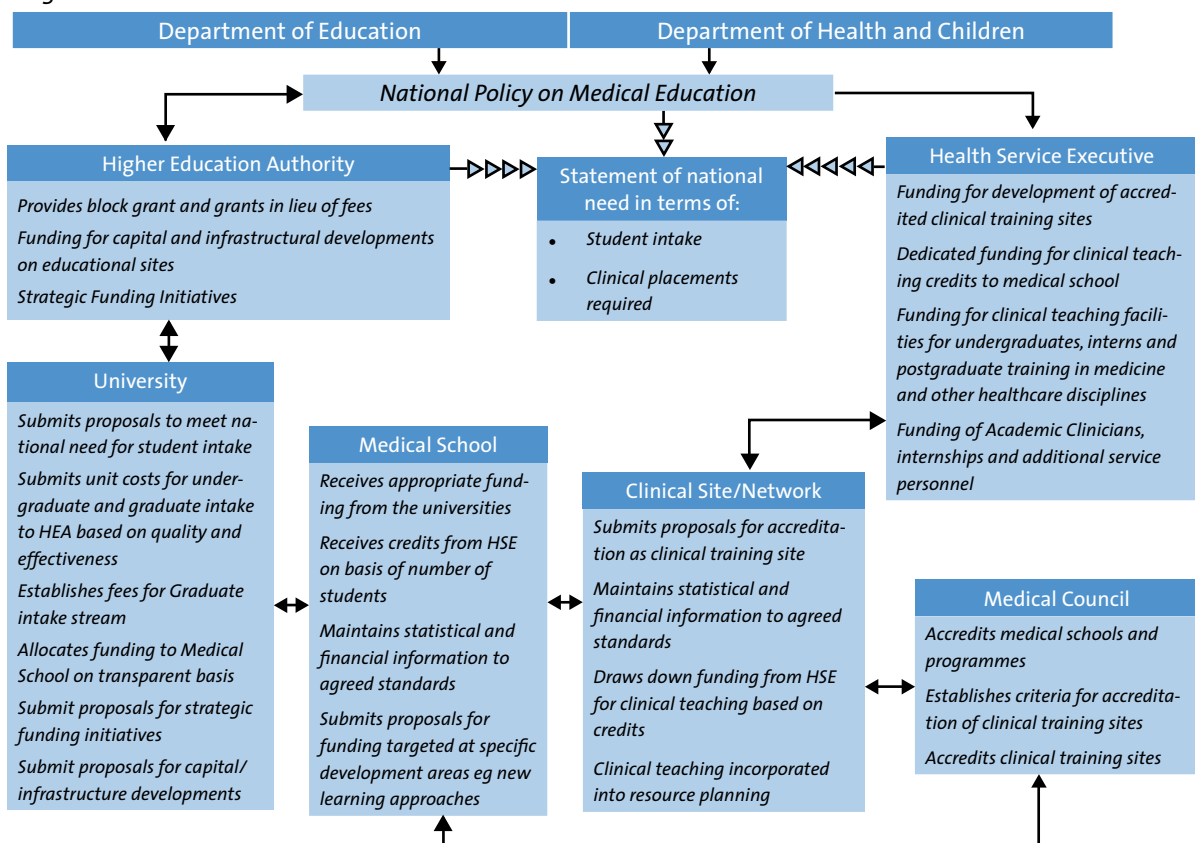 Department of Education
Department of Health and Children
National Policy on Medical Education
Higher Education Authority
Provides block grant and grants in lieu of fees
Funding for capital and infrastructural developments
on educational sites
Strategic Funding Initiatives
Statement of national
need in terms of:
• Student intake
• Clinical placements
required
Health Service Executive
Funding for development of accred-
ited clinical training sites
Dedicated funding for clinical teach-
ing credits to medical school
Funding for clinical teaching facili-
ties for undergraduates, interns and
postgraduate training in medicine
and other healthcare disciplines
Funding of Academic Clinicians,
internships and additional service
personnel
University
Submits proposals to meet na-
tional need for student intake
Submits unit costs for under-
graduate and graduate intake
to HEA based on quality and
effectiveness
Establishes fees for Graduate
intake stream
Allocates funding to Medical
School on transparent basis
Submit proposals for strategic
funding initiatives
Submit proposals for capital/
infrastructure developments
Medical School
Receives appropriate fund-
ing from the universities
Receives credits from HSE
on basis of number of
students
Maintains statistical and
financial information to
agreed standards
Submits proposals for
funding targeted at specific
development areas eg new
learning approaches
Clinical Site/Network
Submits proposals for accredita-
tion as clinical training site
Maintains statistical and
financial information to agreed
standards
Draws down funding from HSE
for clinical teaching based on
credits
Clinical teaching incorporated
into resource planning
Medical Council
Accredits medical schools and
programmes
Establishes criteria for accredita-
tion of clinical training sites
Accredits clinical training sites